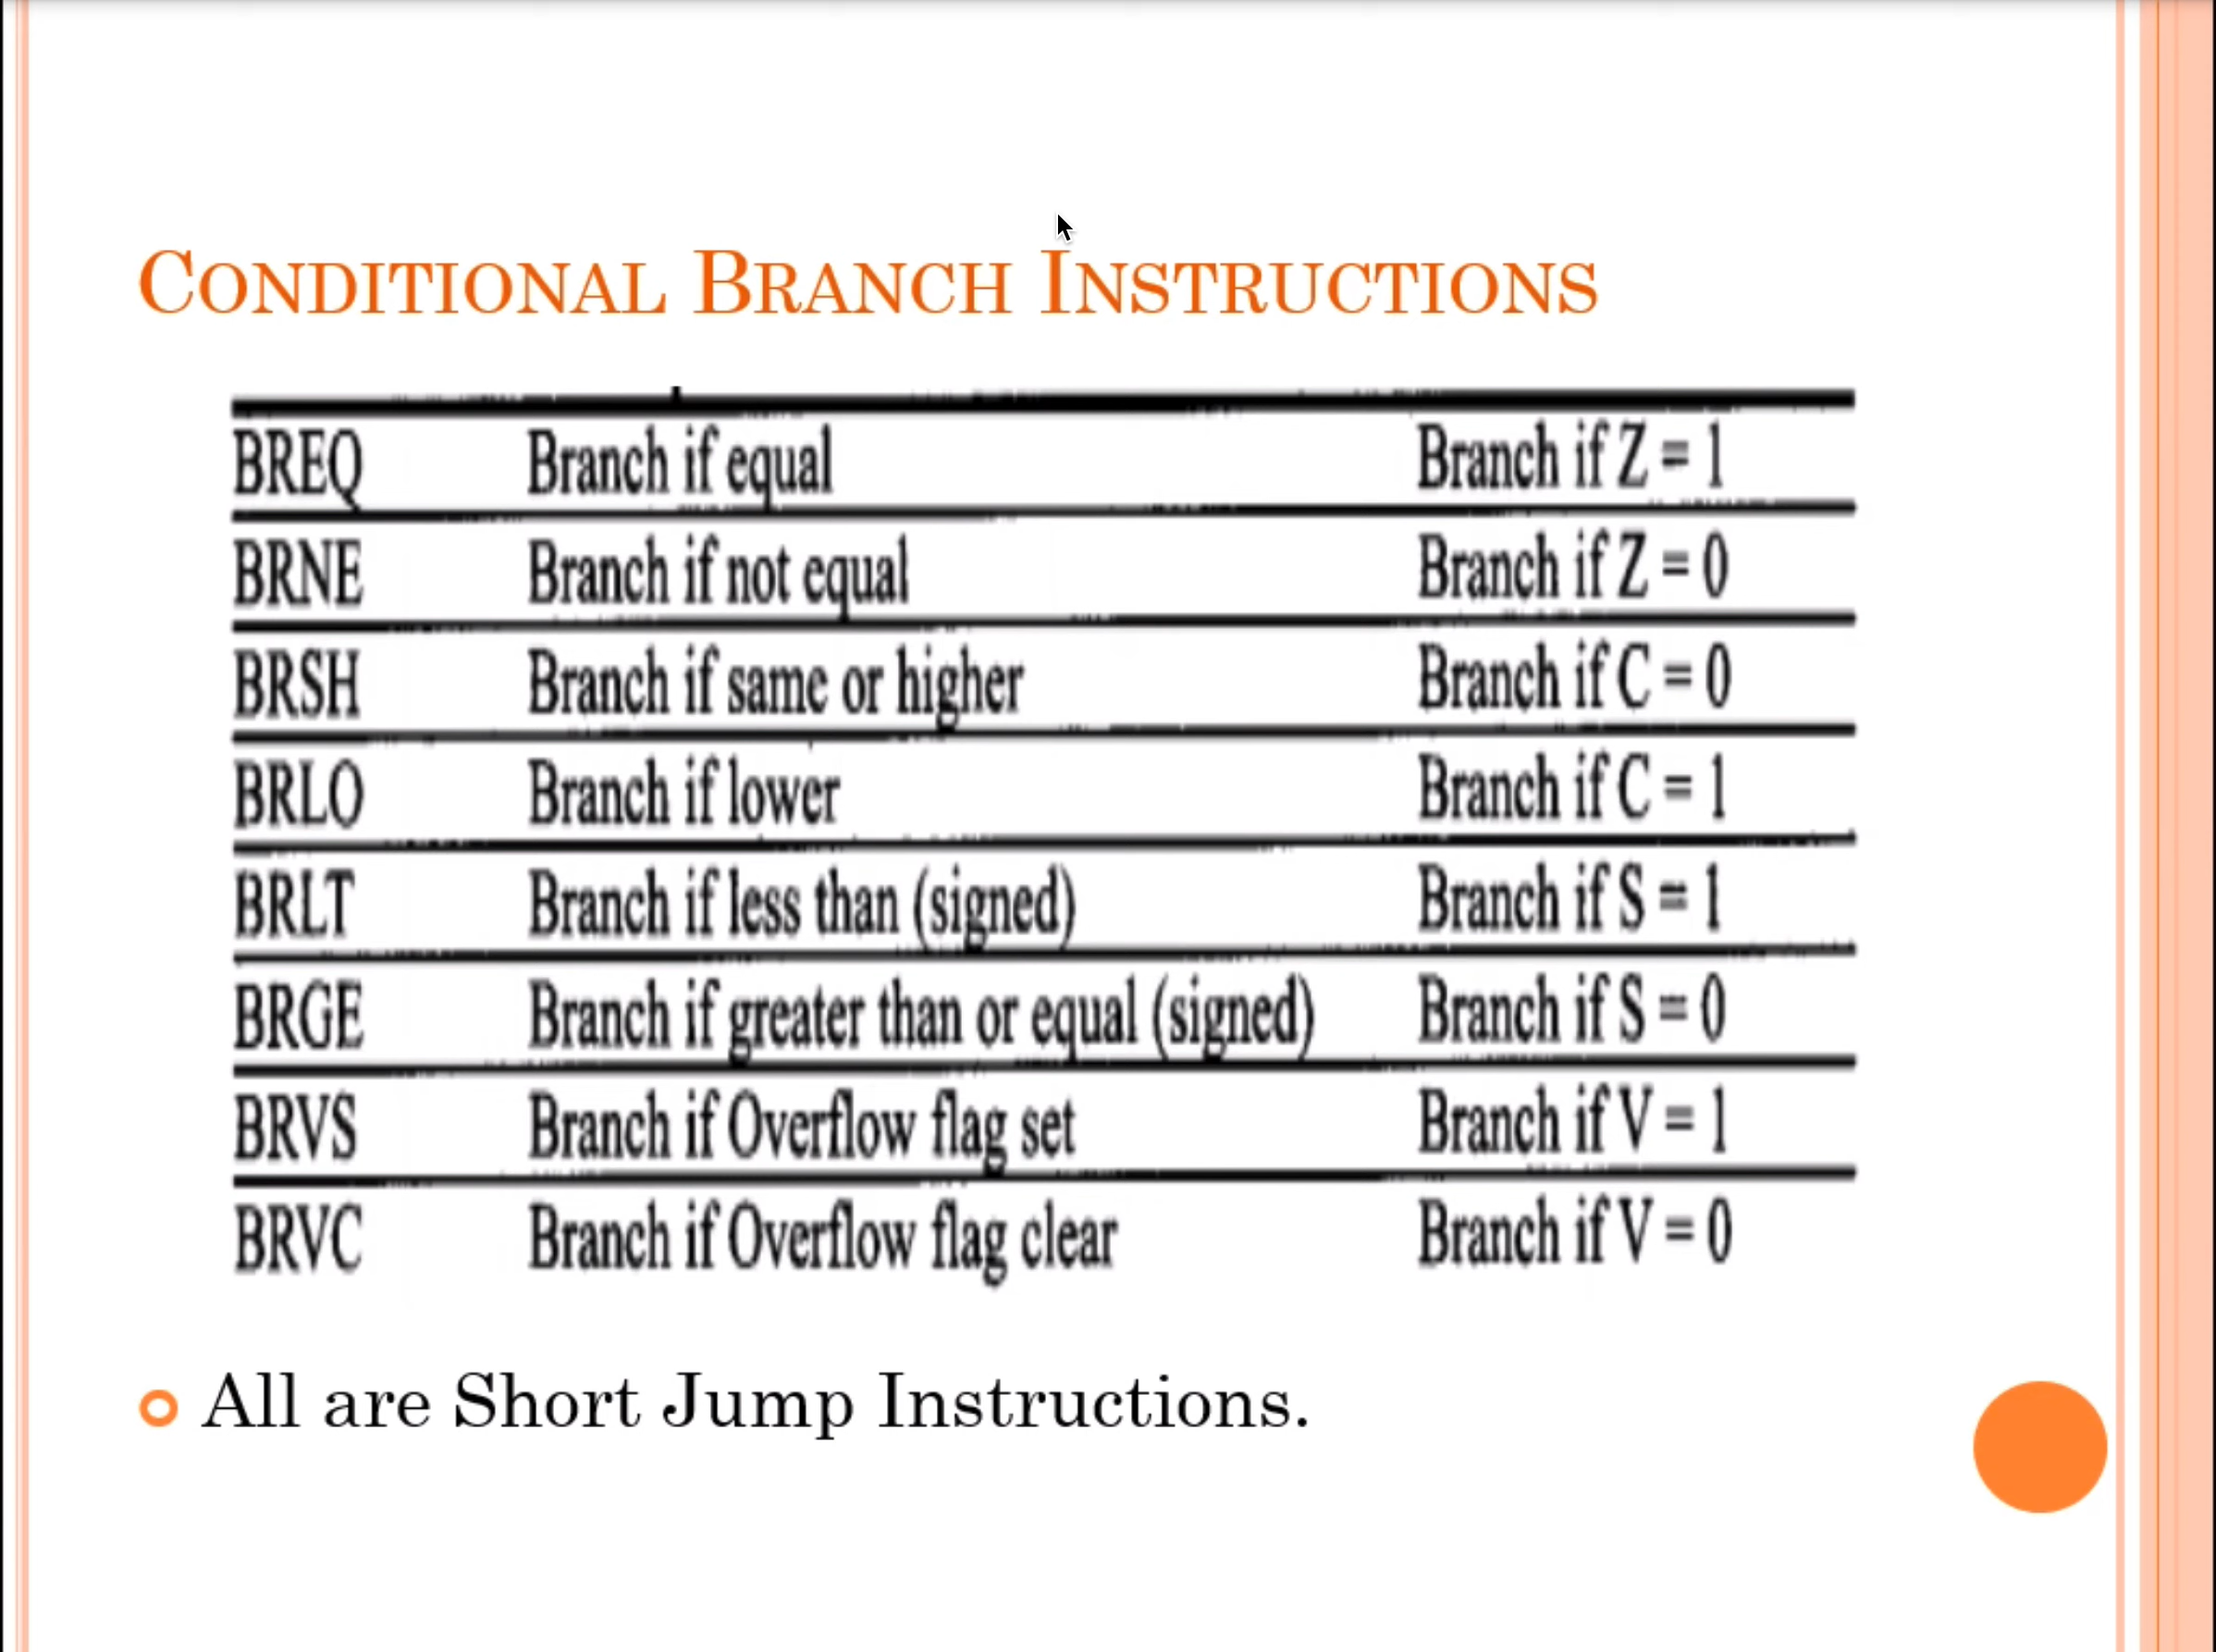 CONDITIONAL BRANCH INSTRUCTIONS
BREQ Branch if equal Branch if Z = 1
BRNE Branch if not equal Branch if Z = 0
BRSH Branch if same or higher Branch if C = 0
BRLO Branch if lower Branch if C = 1
BRLT Branch if less than (signed) Branch if S = 1
BRGE Branch if greater than or equal (signed) Branch if S = 0
BRVS Branch if Overflow flag set Branch if V = 1
BRVC Branch if Overflow flag clear Branch if V = 0
All are Short Jump Instructions.